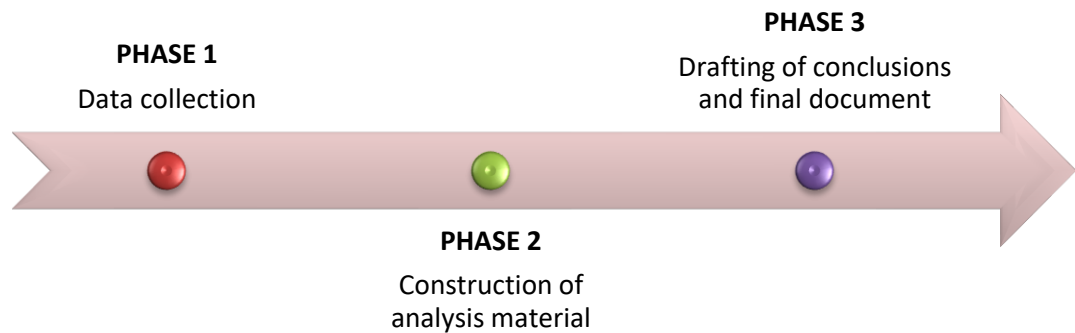 PHASE 1
Data collection
PHASE 2
Construction of
analysis material
PHASE 3
Drafting of conclusions
and final document